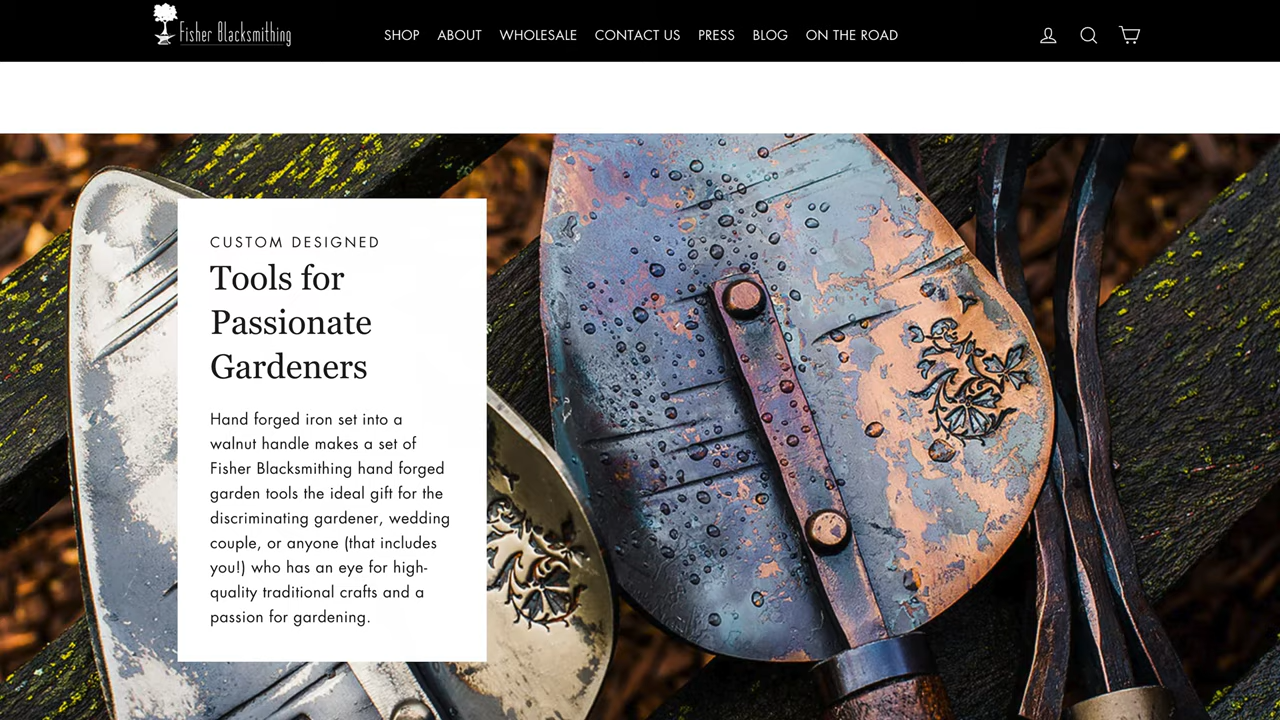 Fisher Blacksmithing
SHOP ABOUT WHOLESALE CONTACT US PRESS BLOG ON THE ROAD
CUSTOM DESIGNED
Tools for
Passionate
Gardeners
Hand forged iron set into a
walnut handle makes a set of
Fisher Blacksmithing hand forged
garden tools the ideal gift for the
discriminating gardener, wedding
couple, or anyone (that includes
you!) who has an eye for high-
quality traditional crafts and a
passion for gardening.